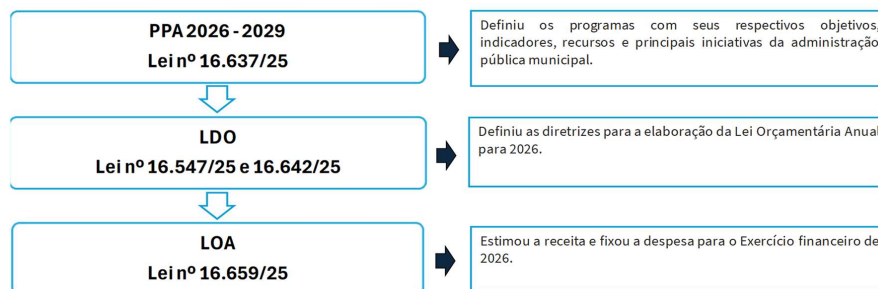 PPA 2026 - 2029
Lei nº 16.637/25
Definiu os programas com seus respectivos objetivos,
indicadores, recursos e principais iniciativas da administração
pública municipal.
LDO
Lei nº 16.547/25 e 16.642/25
Definiu as diretrizes para a elaboração da Lei Orçamentária Anual
para 2026.
LOA
Lei nº 16.659/25
Estimou a receita e fixou a despesa para o Exercício financeiro de
2026.